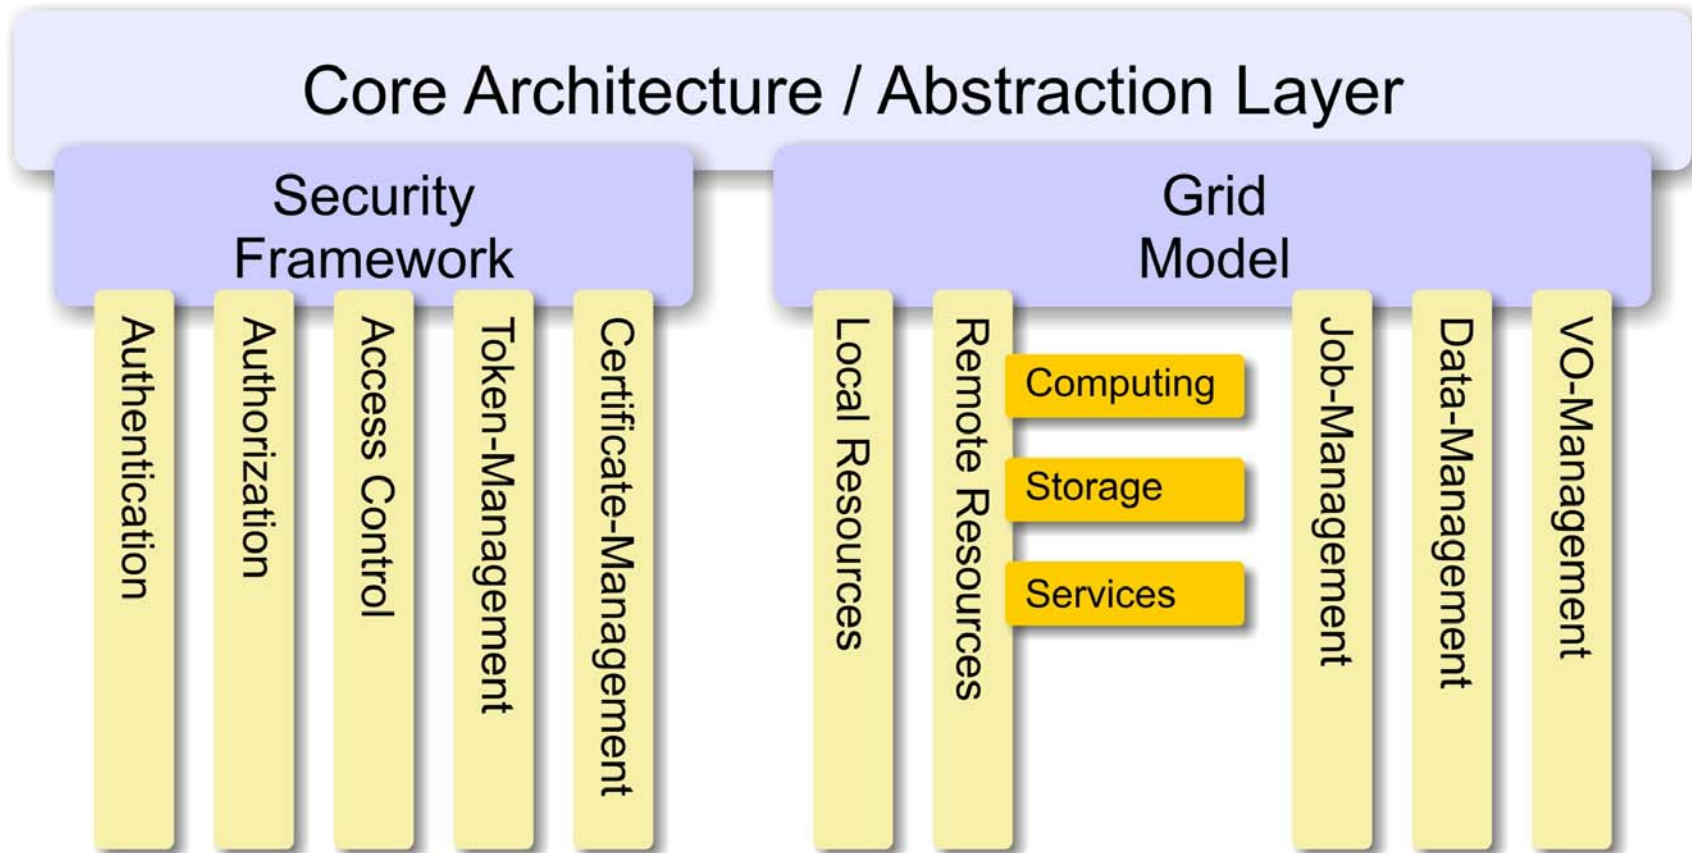 Core Architecture / Abstraction Layer
Security
Framework
Grid
Model
Authentication
Authorization
Access Control
Token-Management
Certificate-Management
Local Resources
Remote Resources
Computing
Storage
Services
Job-Management
Data-Management
VO-Management